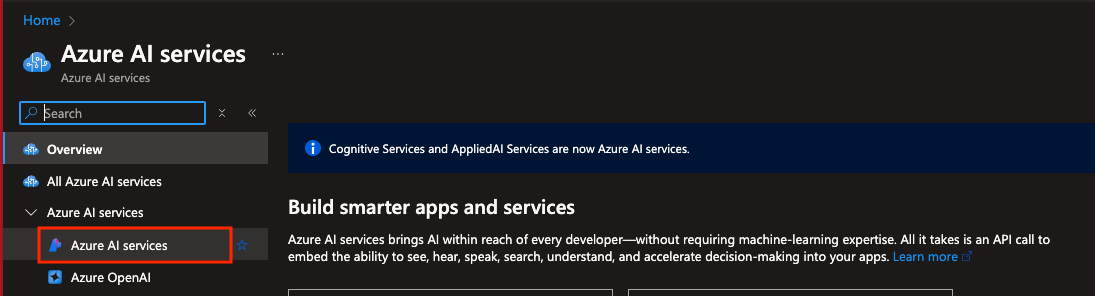 Home >
Azure AI services ...
Azure AI services
Search
Overview
All Azure AI services
Azure AI services
Azure AI services
Azure OpenAI
Cognitive Services and AppliedAI Services are now Azure AI services.
Build smarter apps and services
Azure AI services brings AI within reach of every developer—without requiring machine-learning expertise. All it takes is an API call to
embed the ability to see, hear, speak, search, understand, and accelerate decision-making into your apps. Learn more